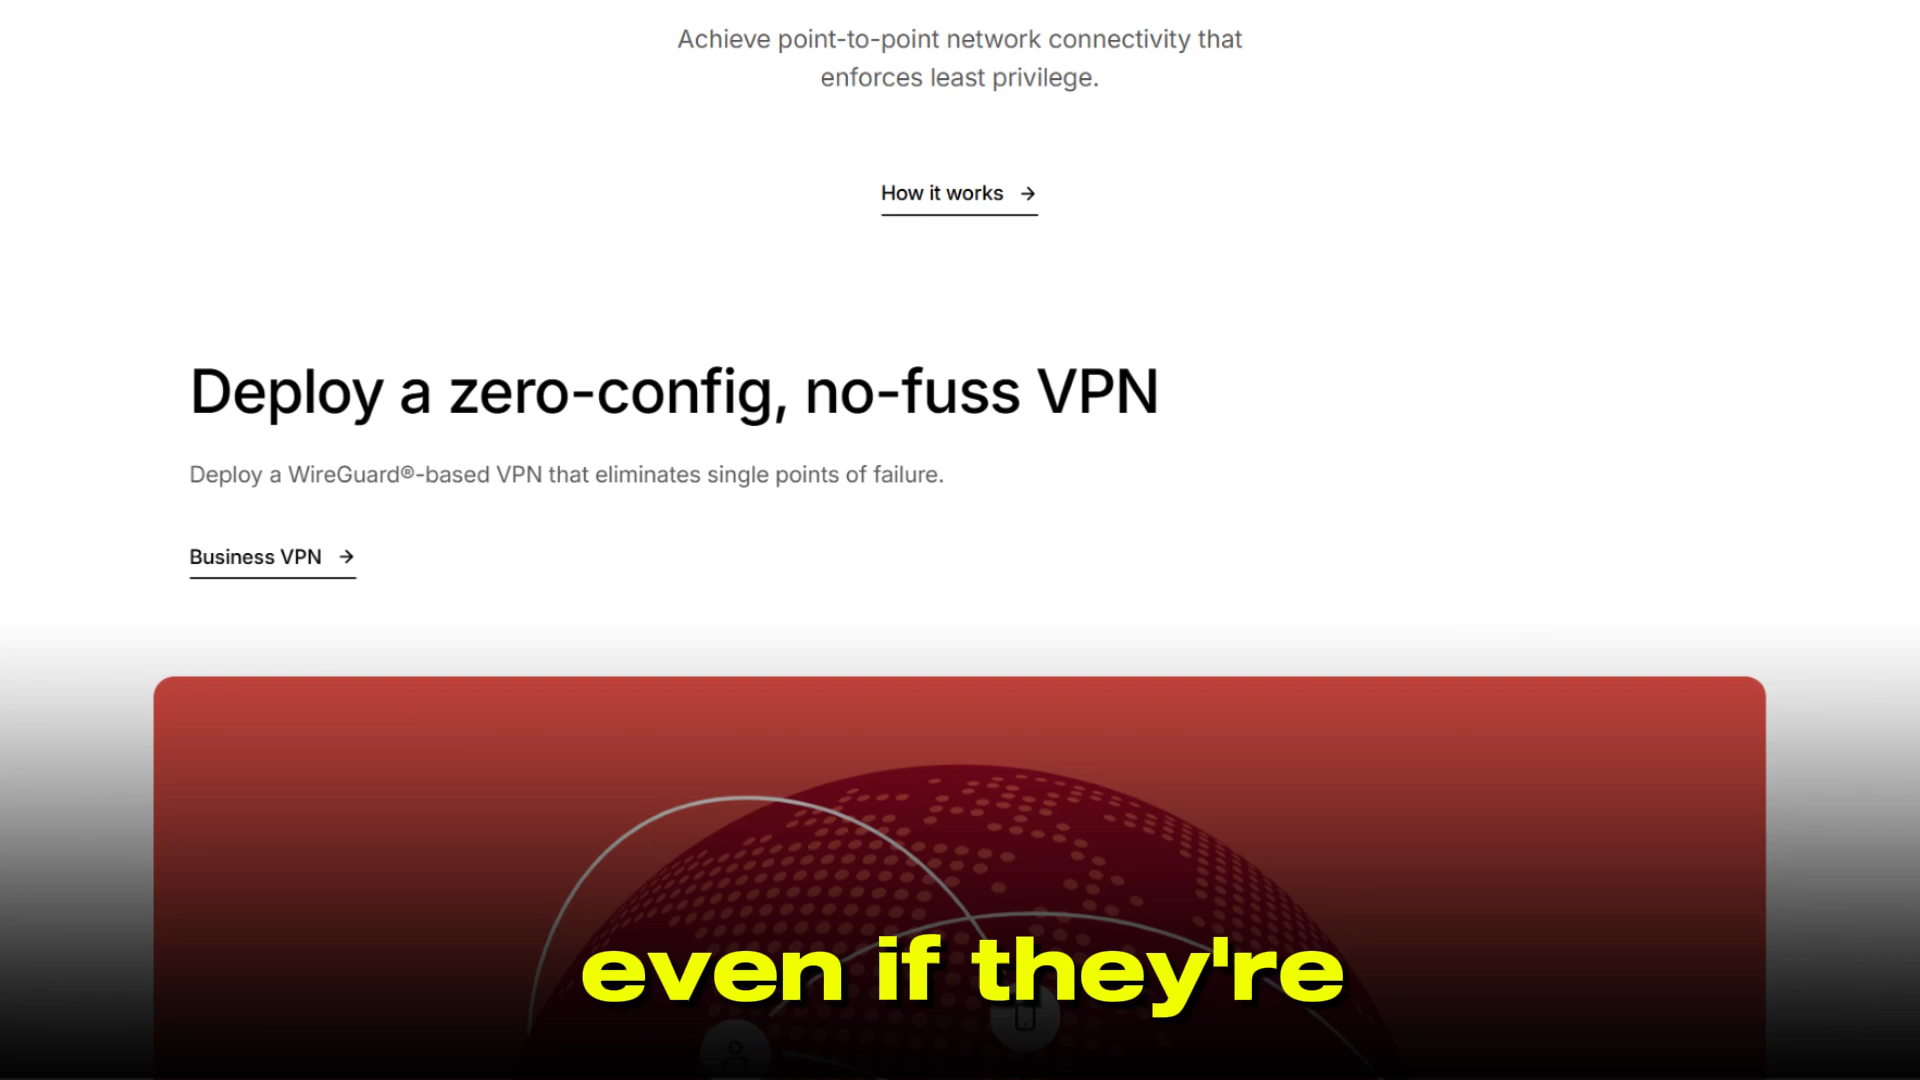 Achieve point-to-point network connectivity that
enforces least privilege.
How it works
Deploy a zero-config, no-fuss VPN
Deploy a WireGuard®-based VPN that eliminates single points of failure.
Business VPN
even if they're